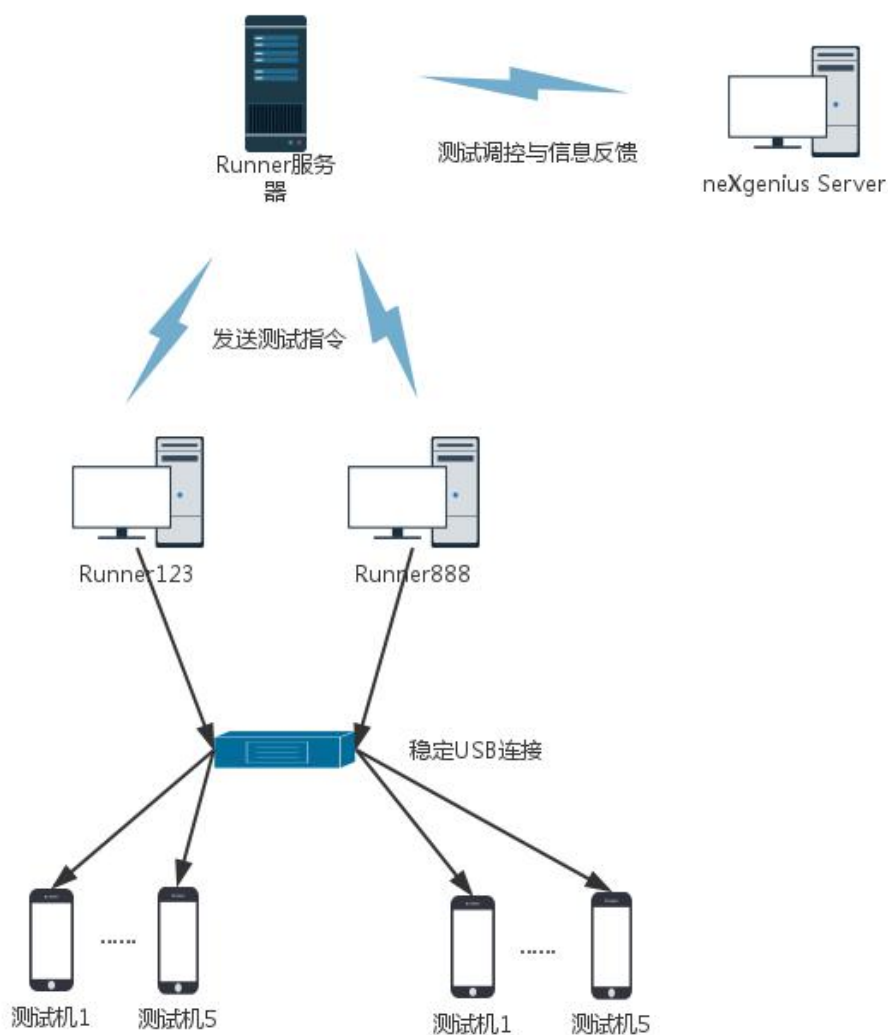 Runner服务
器
测试调控与信息反馈
neXgenius Server
发送测试指令
Runner123
Runner888
稳定USB连接
……
……
测试机1
测试机5
测试机1
测试机5